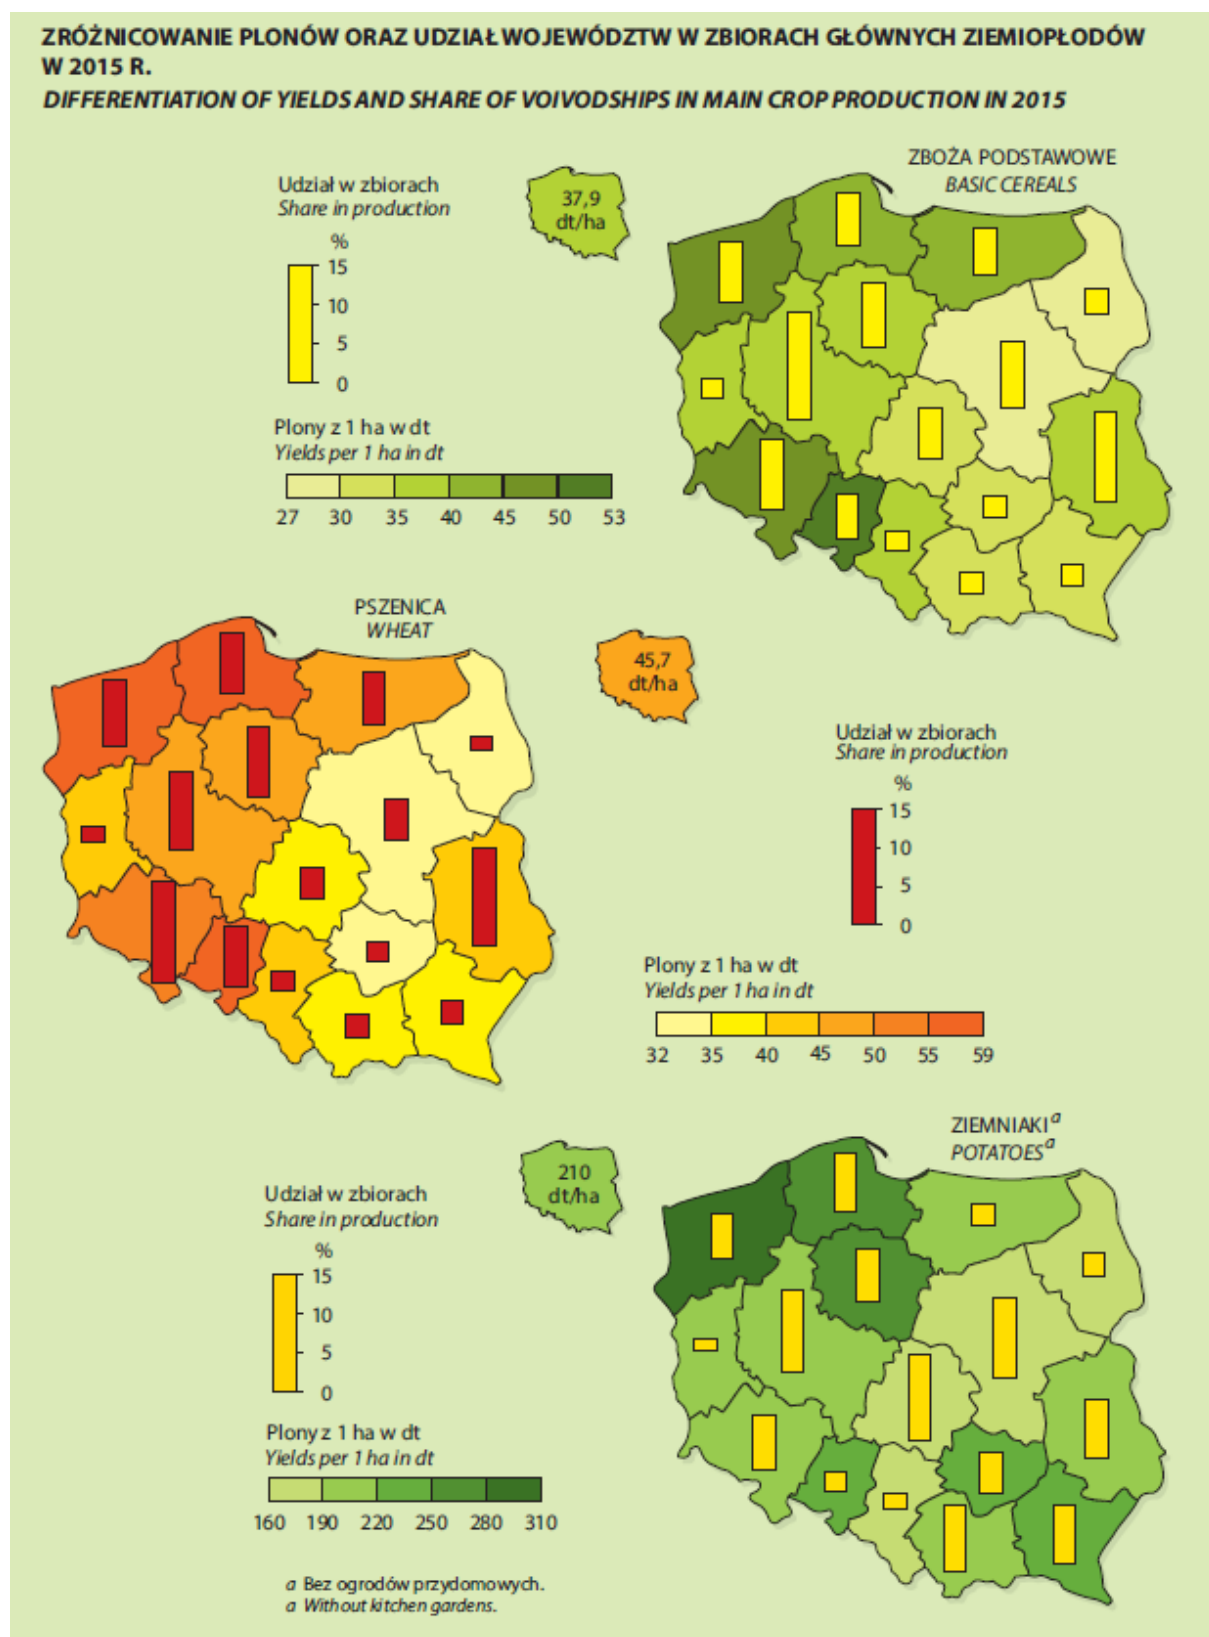 ZRÓŻNICOWANIE PLONÓW ORAZ UDZIAŁ WOJEWÓDZTW W ZBIORACH GŁÓWNYCH ZIEMIOPŁODÓW
W 2015 R.
DIFFERENTIATION OF YIELDS AND SHARE OF VOIVODSHIPS IN MAIN CROP PRODUCTION IN 2015
ZBOŻA PODSTAWOWE
BASIC CEREALS
Udział w zbiorach
Share in production
%
15
10
5
0
37,9
dt/ha
Plony z 1 ha w dt
Yields per 1 ha in dt
27 30 35 40 45 50 53
PSZENICA
WHEAT
45,7
dt/ha
Udział w zbiorach
Share in production
%
15
10
5
0
Plony z 1 ha w dt
Yields per 1 ha in dt
32 35 40 45 50 55 59
ZIEMNIAKI a
POTATOES a
210
dt/ha
Udział w zbiorach
Share in production
%
15
10
5
0
Plony z 1 ha w dt
Yields per 1 ha in dt
160 190 220 250 280 310
a Bez ogrodów przydomowych.
a Without kitchen gardens.